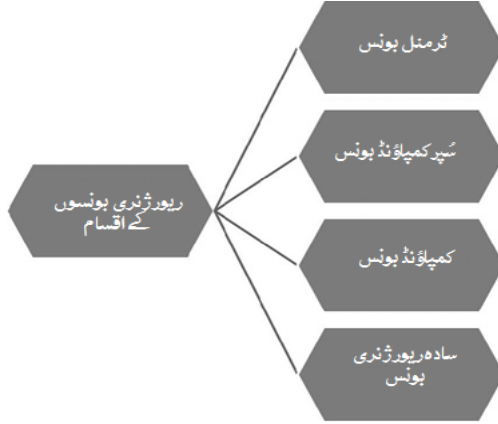 ٹرمنل بونس
سُپر کمپاؤنڈ بونس
ریورژنری بونسوں
کے اقسام
کمپاؤنڈ بونس
سادہ ریورژنری
بونس